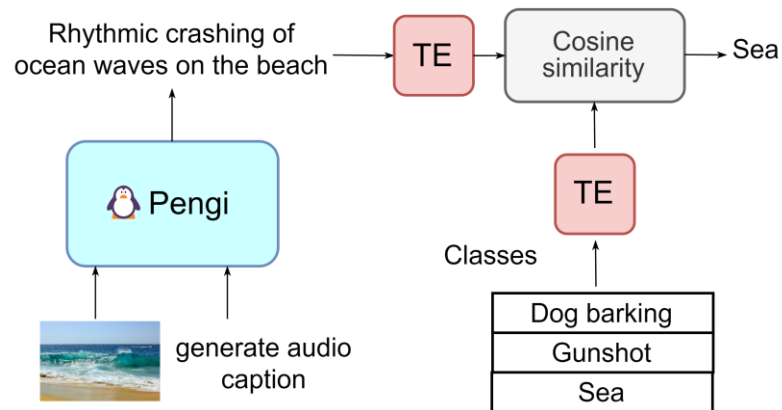 Rhythmic crashing of
ocean waves on the beach
TE
Cosine
similarity
Sea
Pengi
TE
Classes
generate audio
caption
Dog barking
Gunshot
Sea